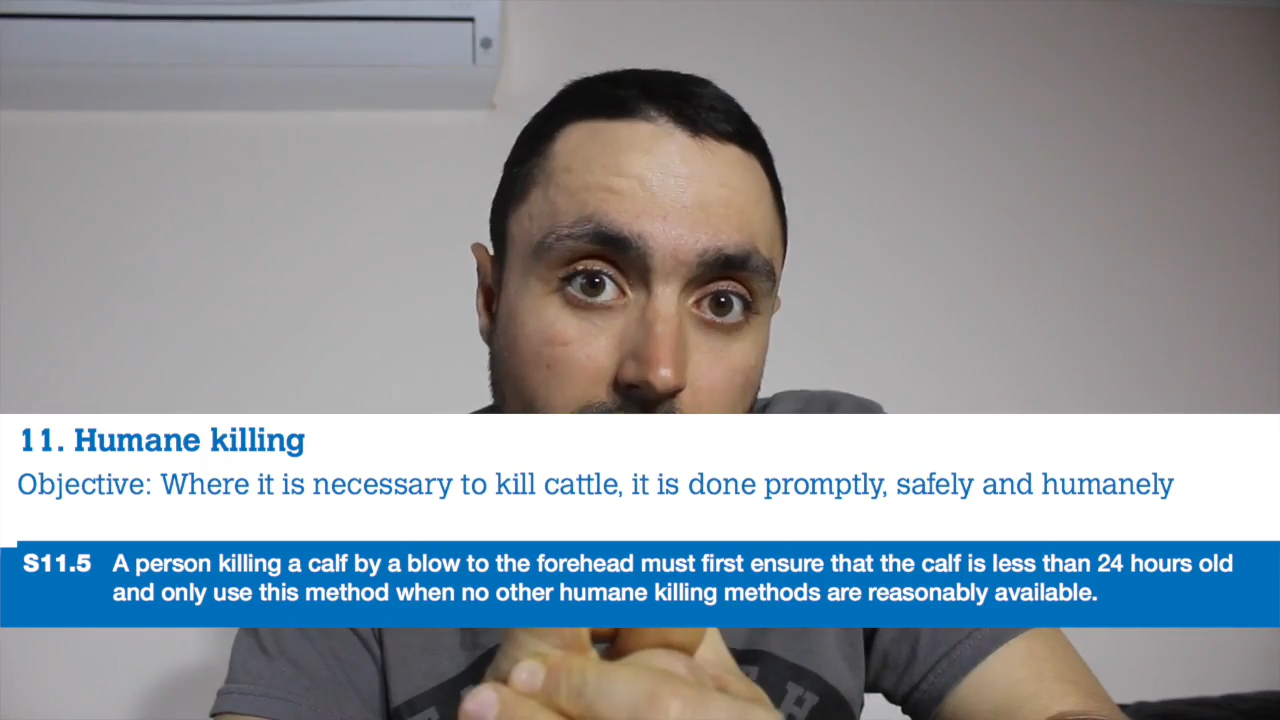 11. Humane killing
Objective: Where it is necessary to kill cattle, it is done promptly, safely and humanely
S11.5 A person killing a calf by a blow to the forehead must first ensure that the calf is less than 24 hours old
and only use this method when no other humane killing methods are reasonably available.